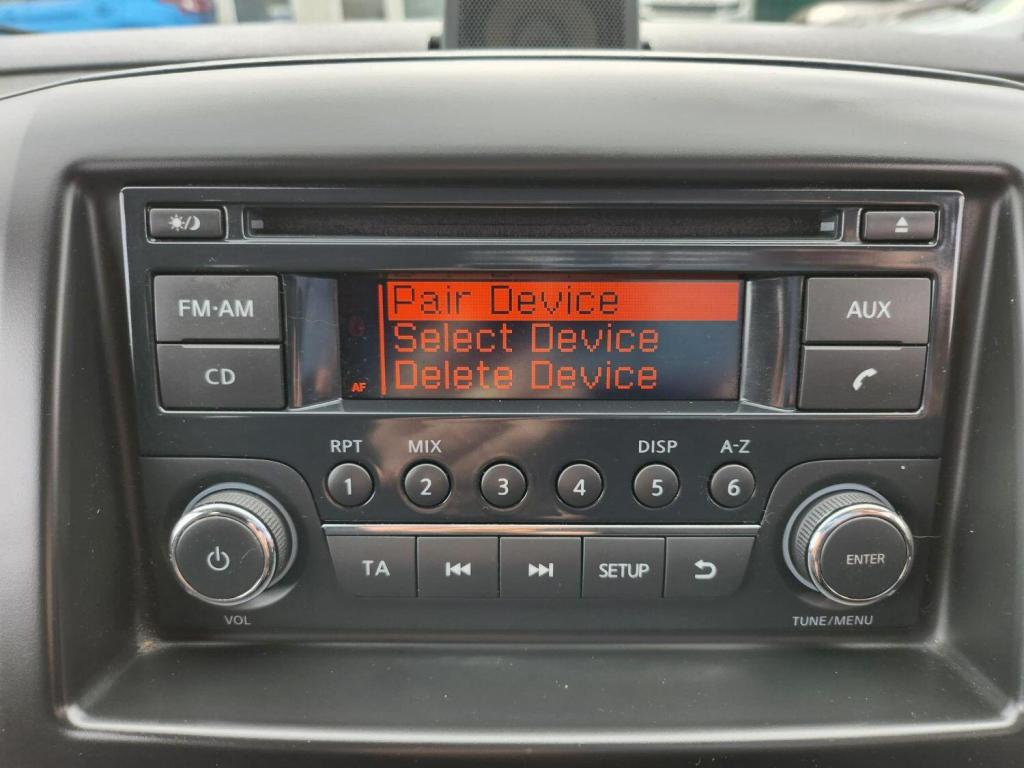 FM·AM
CD
Pair Device
Select Device
Delete Device
AF
AUX
RPT MIX DISP A-Z
1 2 3 4 5 6
TA SETUP
ENTER
VOL
TUNE/MENU